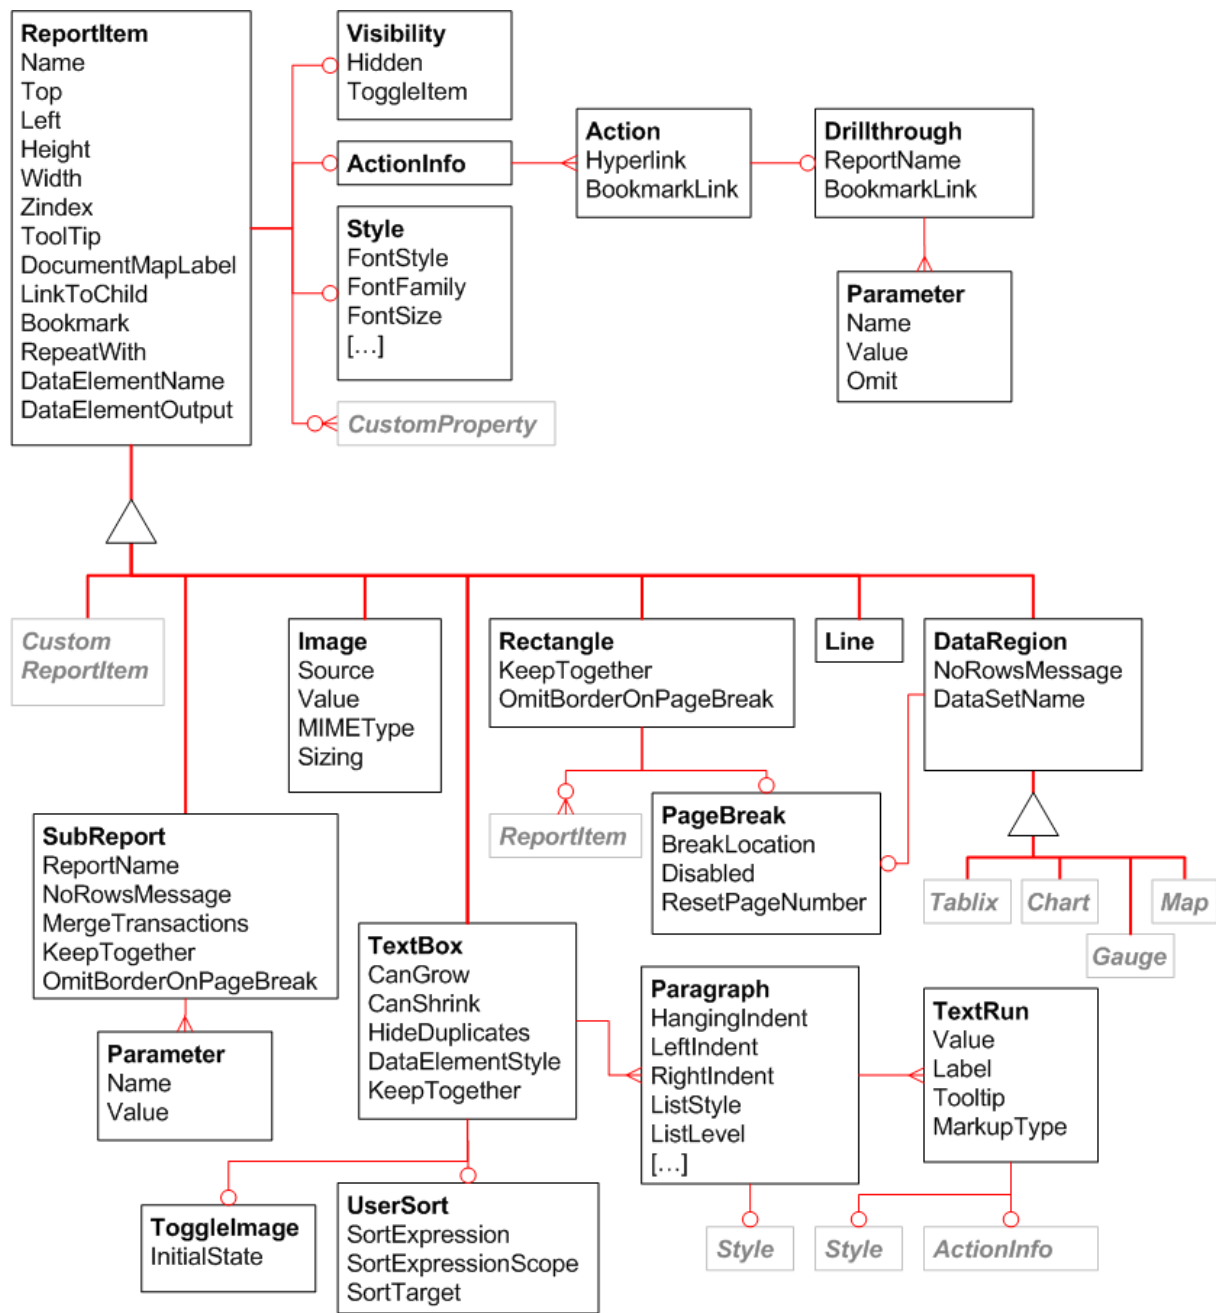 ReportItem
Name
Top
Left
Height
Width
Zindex
ToolTip
DocumentMapLabel
LinkToChild
Bookmark
RepeatWith
DataElementName
DataElementOutput
Visibility
Hidden
ToggleItem
ActionInfo
Style
FontStyle
FontFamily
FontSize
[...]
CustomProperty
Action
Hyperlink
BookmarkLink
Drillthrough
ReportName
BookmarkLink
Parameter
Name
Value
Omit
Custom
ReportItem
Image
Source
Value
MIMEType
Sizing
Rectangle
KeepTogether
OmitBorderOnPageBreak
Line
DataRegion
NoRowsMessage
DataSetName
SubReport
ReportName
NoRowsMessage
MergeTransactions
KeepTogether
OmitBorderOnPageBreak
Parameter
Name
Value
ReportItem
PageBreak
BreakLocation
Disabled
ResetPageNumber
Tablix
Chart
Map
Gauge
TextBox
CanGrow
CanShrink
HideDuplicates
DataElementStyle
KeepTogether
Paragraph
HangingIndent
LeftIndent
RightIndent
ListStyle
ListLevel
[...]
TextRun
Value
Label
Tooltip
MarkupType
ToggleImage
InitialState
UserSort
SortExpression
SortExpressionScope
SortTarget
Style
Style
ActionInfo